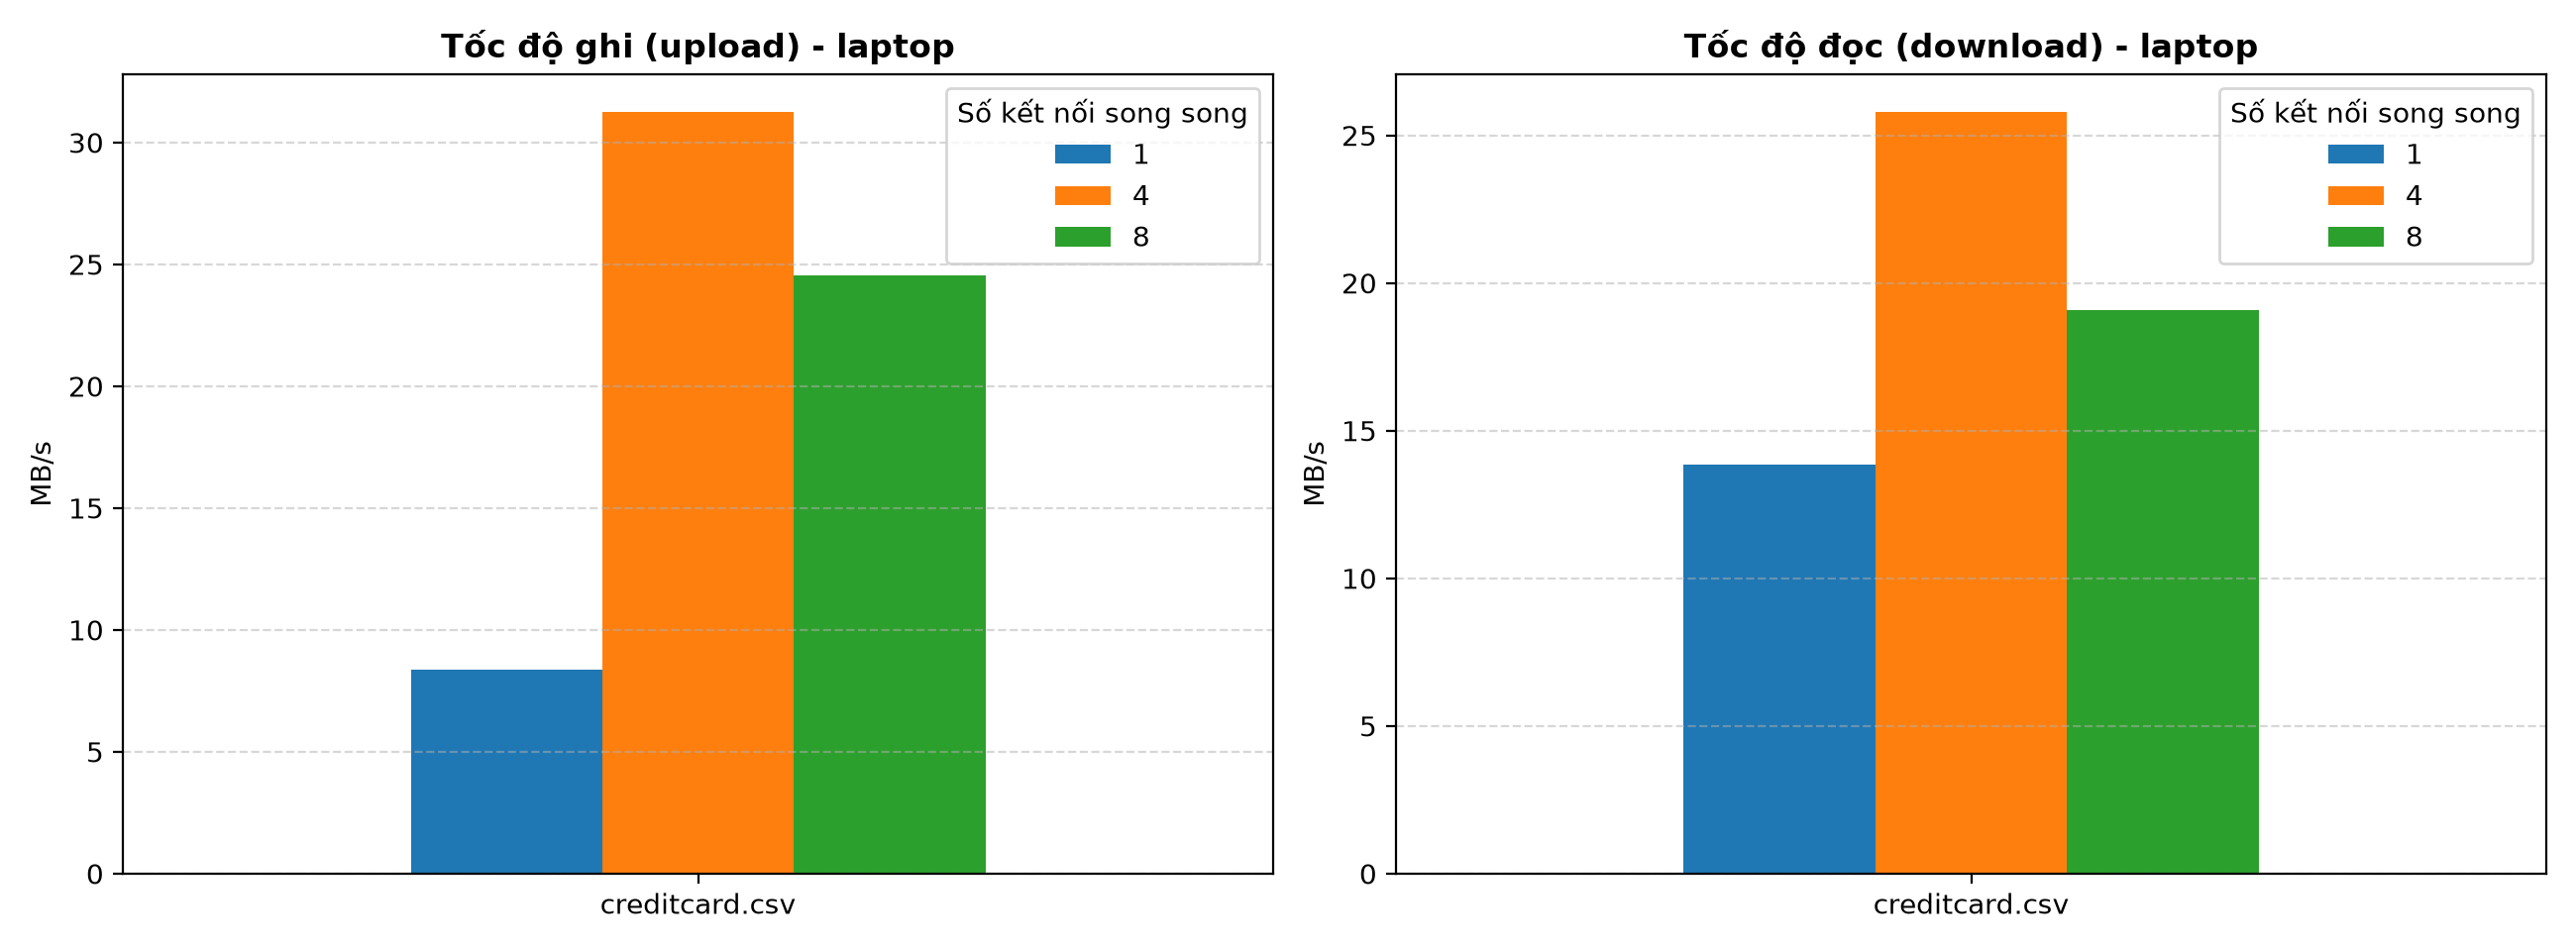 Tốc độ ghi (upload) - laptop
MB/s
30
25
20
15
10
5
0
creditcard.csv
Số kết nối song song
1
4
8
Tốc độ đọc (download) - laptop
MB/s
25
20
15
10
5
0
creditcard.csv
Số kết nối song song
1
4
8